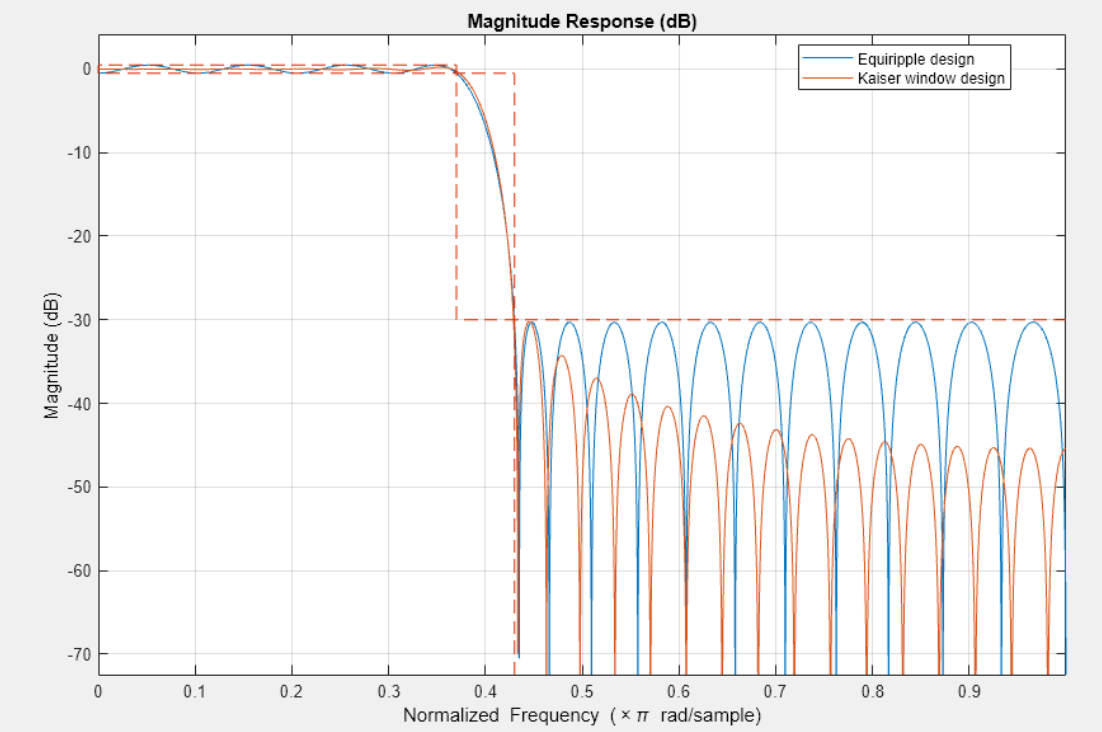 Magnitude Response (dB)
Equiripple design
Kaiser window design
0
-10
-20
-30
-40
-50
-60
-70
Magnitude (dB)
0 0.1 0.2 0.3 0.4 0.5 0.6 0.7 0.8 0.9
Normalized Frequency (×π rad/sample)